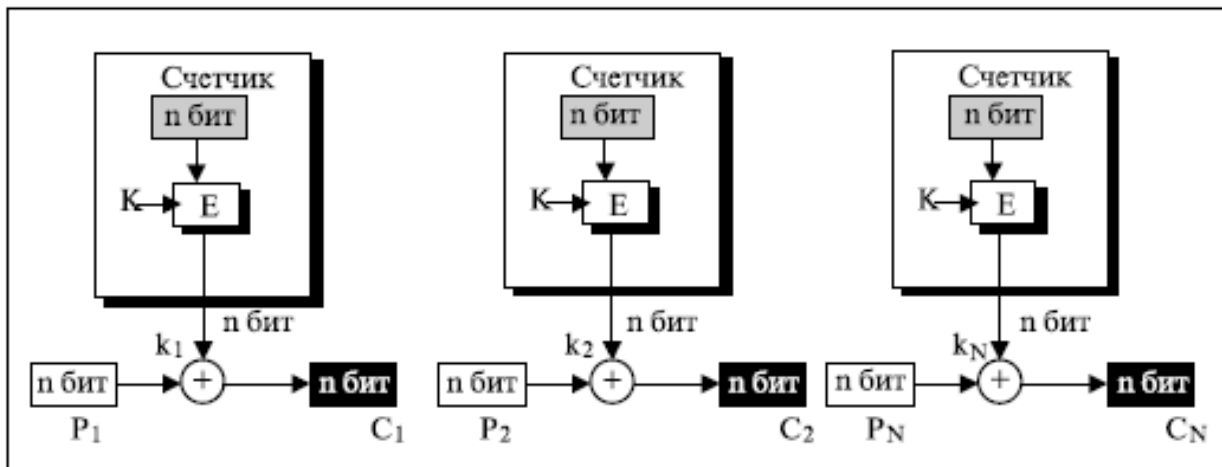 Счетчик Счетчик Счетчик
n бит n бит n бит
K E K E K E
n бит n бит n бит
k1 k2 kN
n бит + n бит n бит + n бит n бит + n бит
P1 C1 P2 C2 PN CN